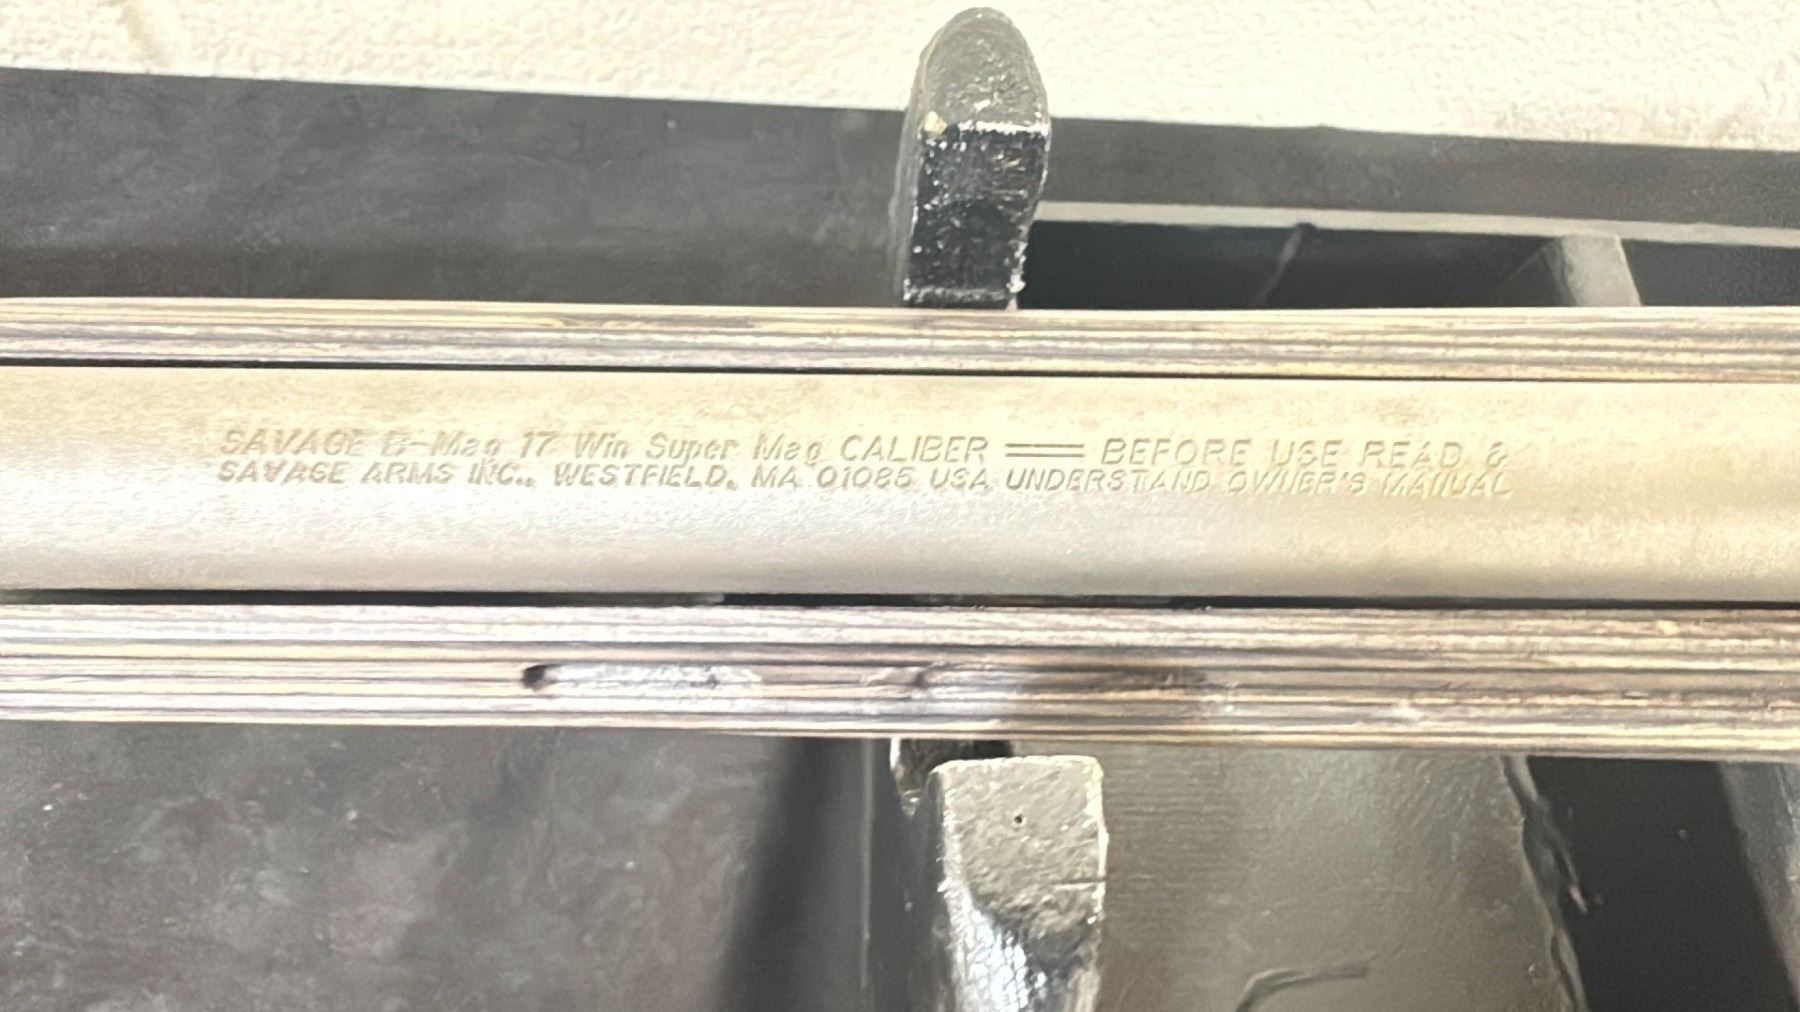 SAVAGE B-Mag 17 Win Super Mag CALIBER ═══ BEFORE USE READ &
SAVAGE ARMS INC., WESTFIELD, MA 01085 USA UNDERSTAND OWNER'S MANUAL